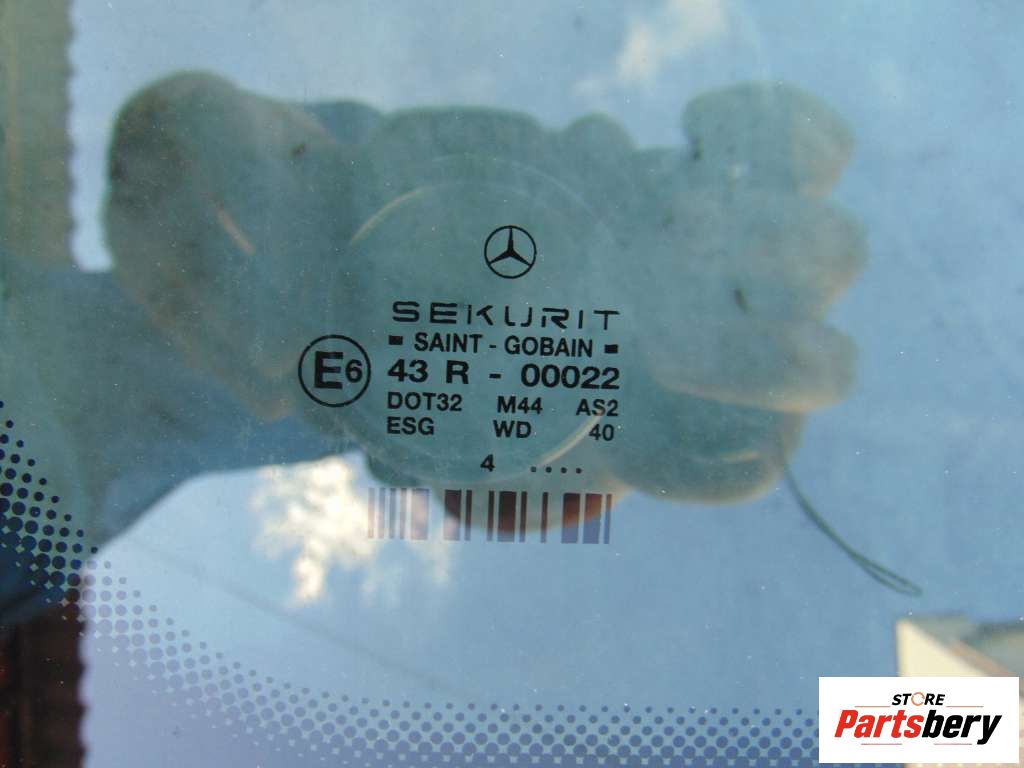 SEKURIT
SAINT - GOBAIN
E6
43 R - 00022
DOT32 M44 AS2
ESG WD 40
4 ....
STORE
Partsbery